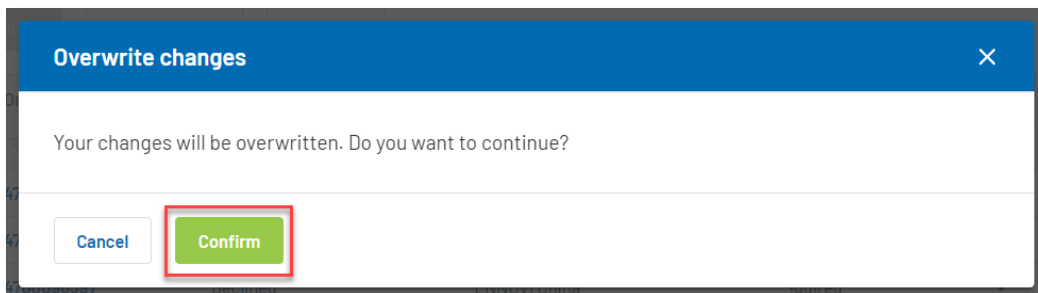 Overwrite changes
Your changes will be overwritten. Do you want to continue?
Cancel
Confirm